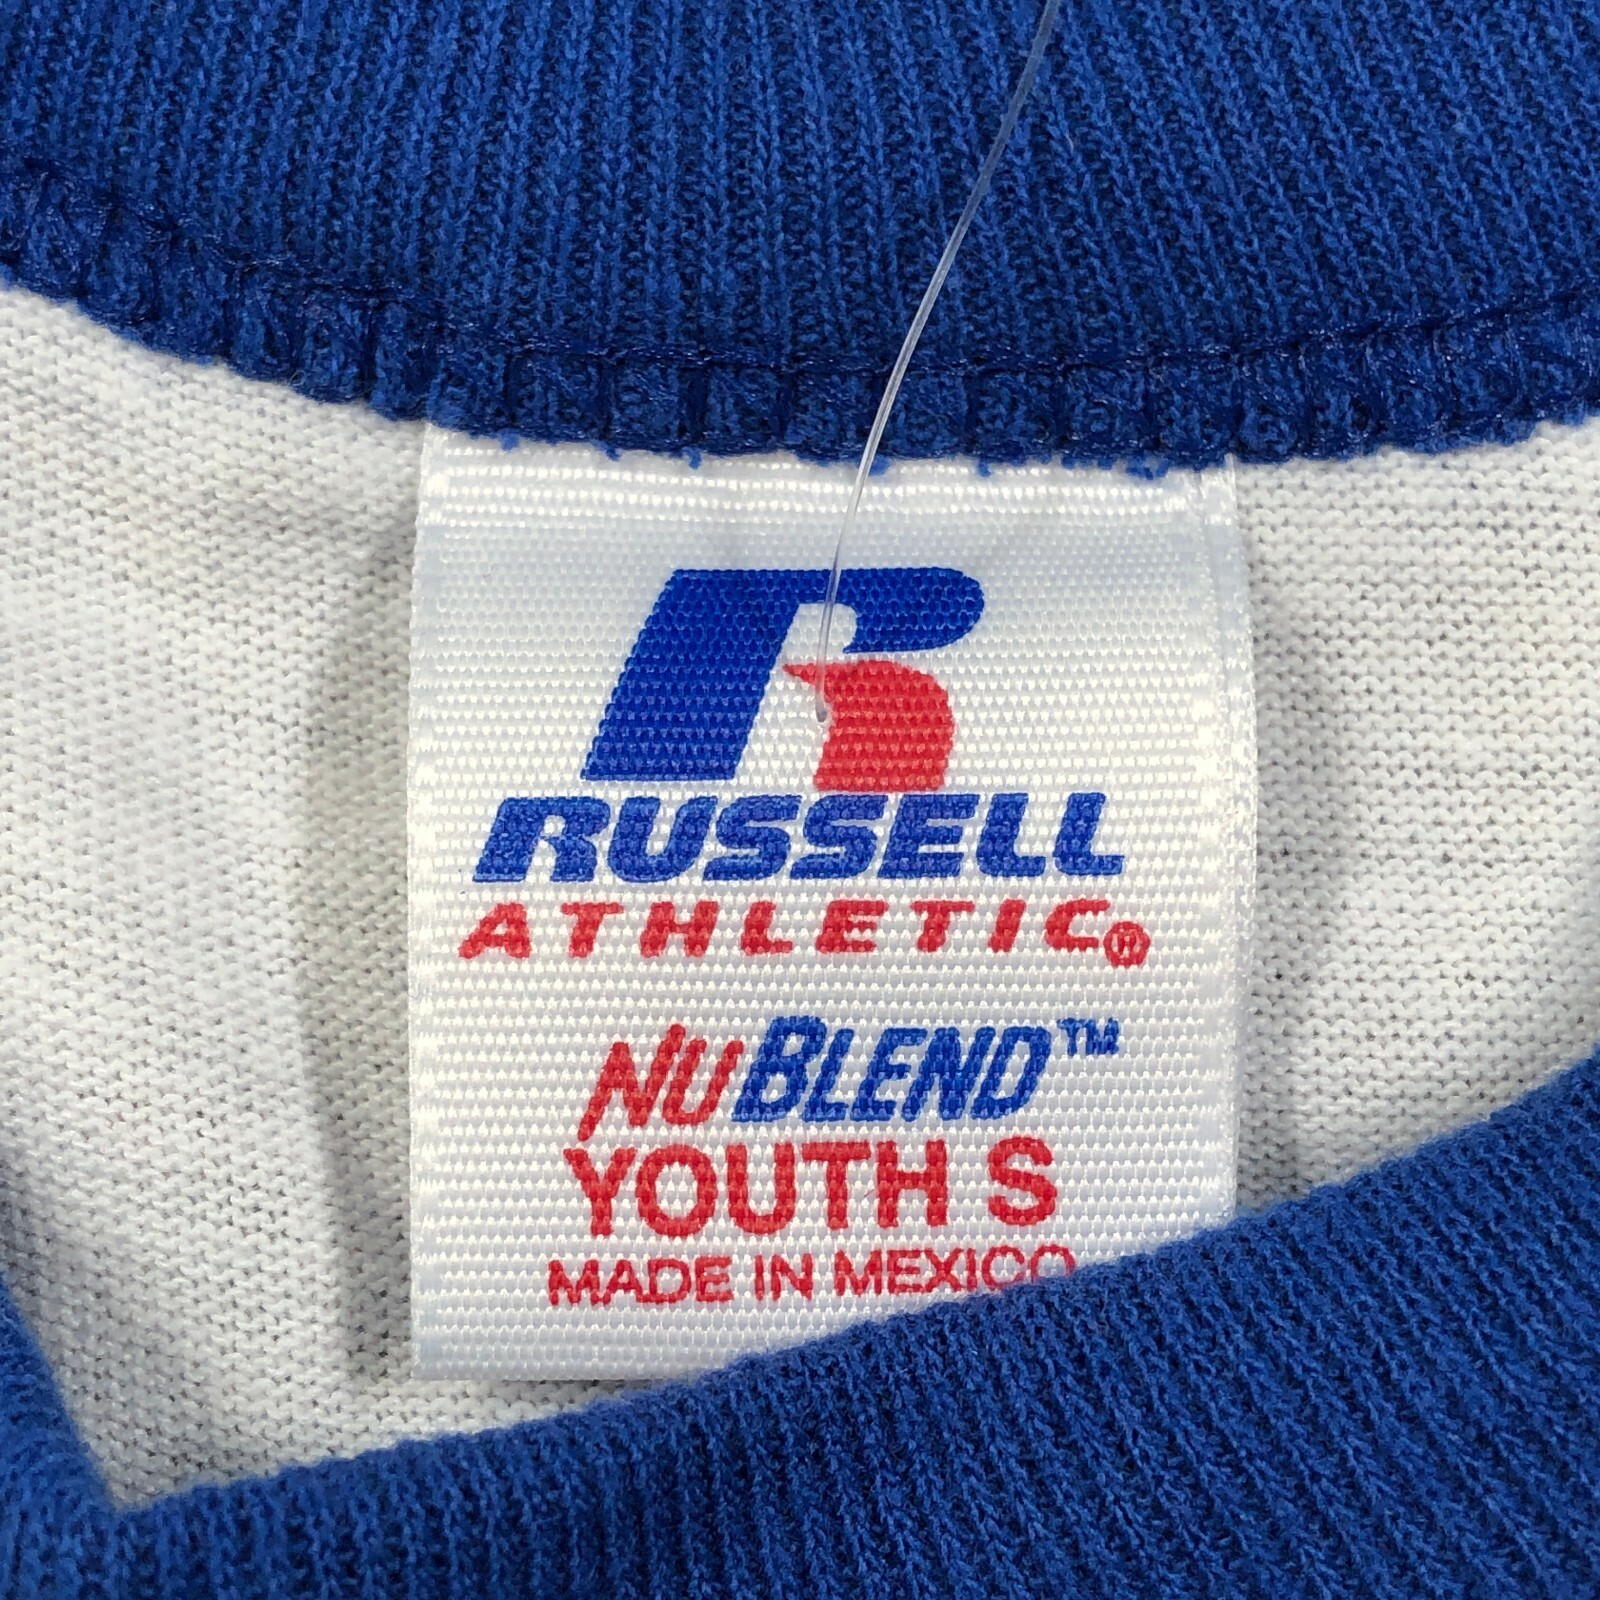 R
RUSSELL
ATHLETIC®
NUBLEND™
YOUTH S
MADE IN MEXICO